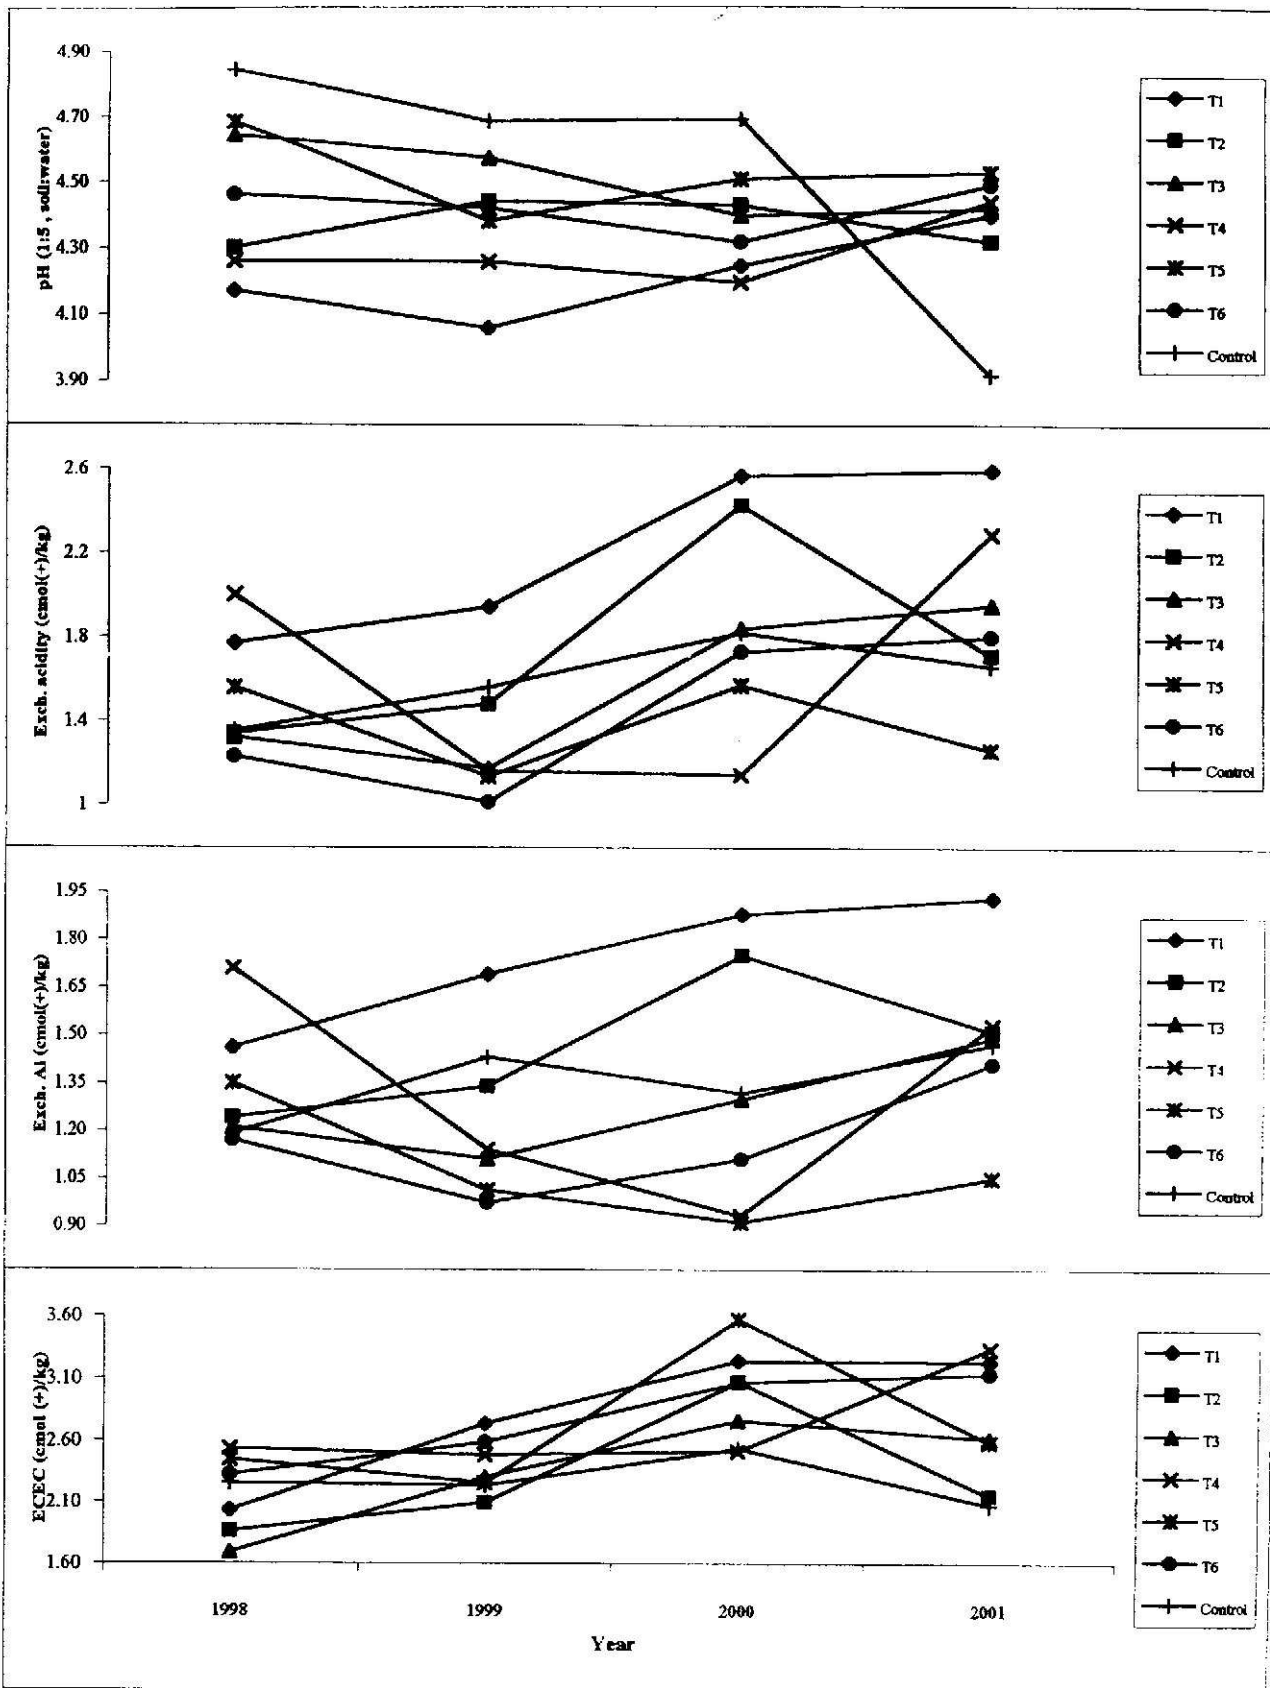 4.90
4.70
4.50
4.30
4.10
3.90
pH (1:5 , soil:water)
T1
T2
T3
T4
T5
T6
Control
2.6
2.2
1.8
1.4
1
Exch. acidity (cmol(+)/kg)
T1
T2
T3
T4
T5
T6
Control
1.95
1.80
1.65
1.50
1.35
1.20
1.05
0.90
Exch. Al (cmol(+)/kg)
T1
T2
T3
T4
T5
T6
Control
3.60
3.10
2.60
2.10
1.60
ECEC (cmol (+)/kg)
T1
T2
T3
T4
T5
T6
Control
1998 1999 2000 2001
Year